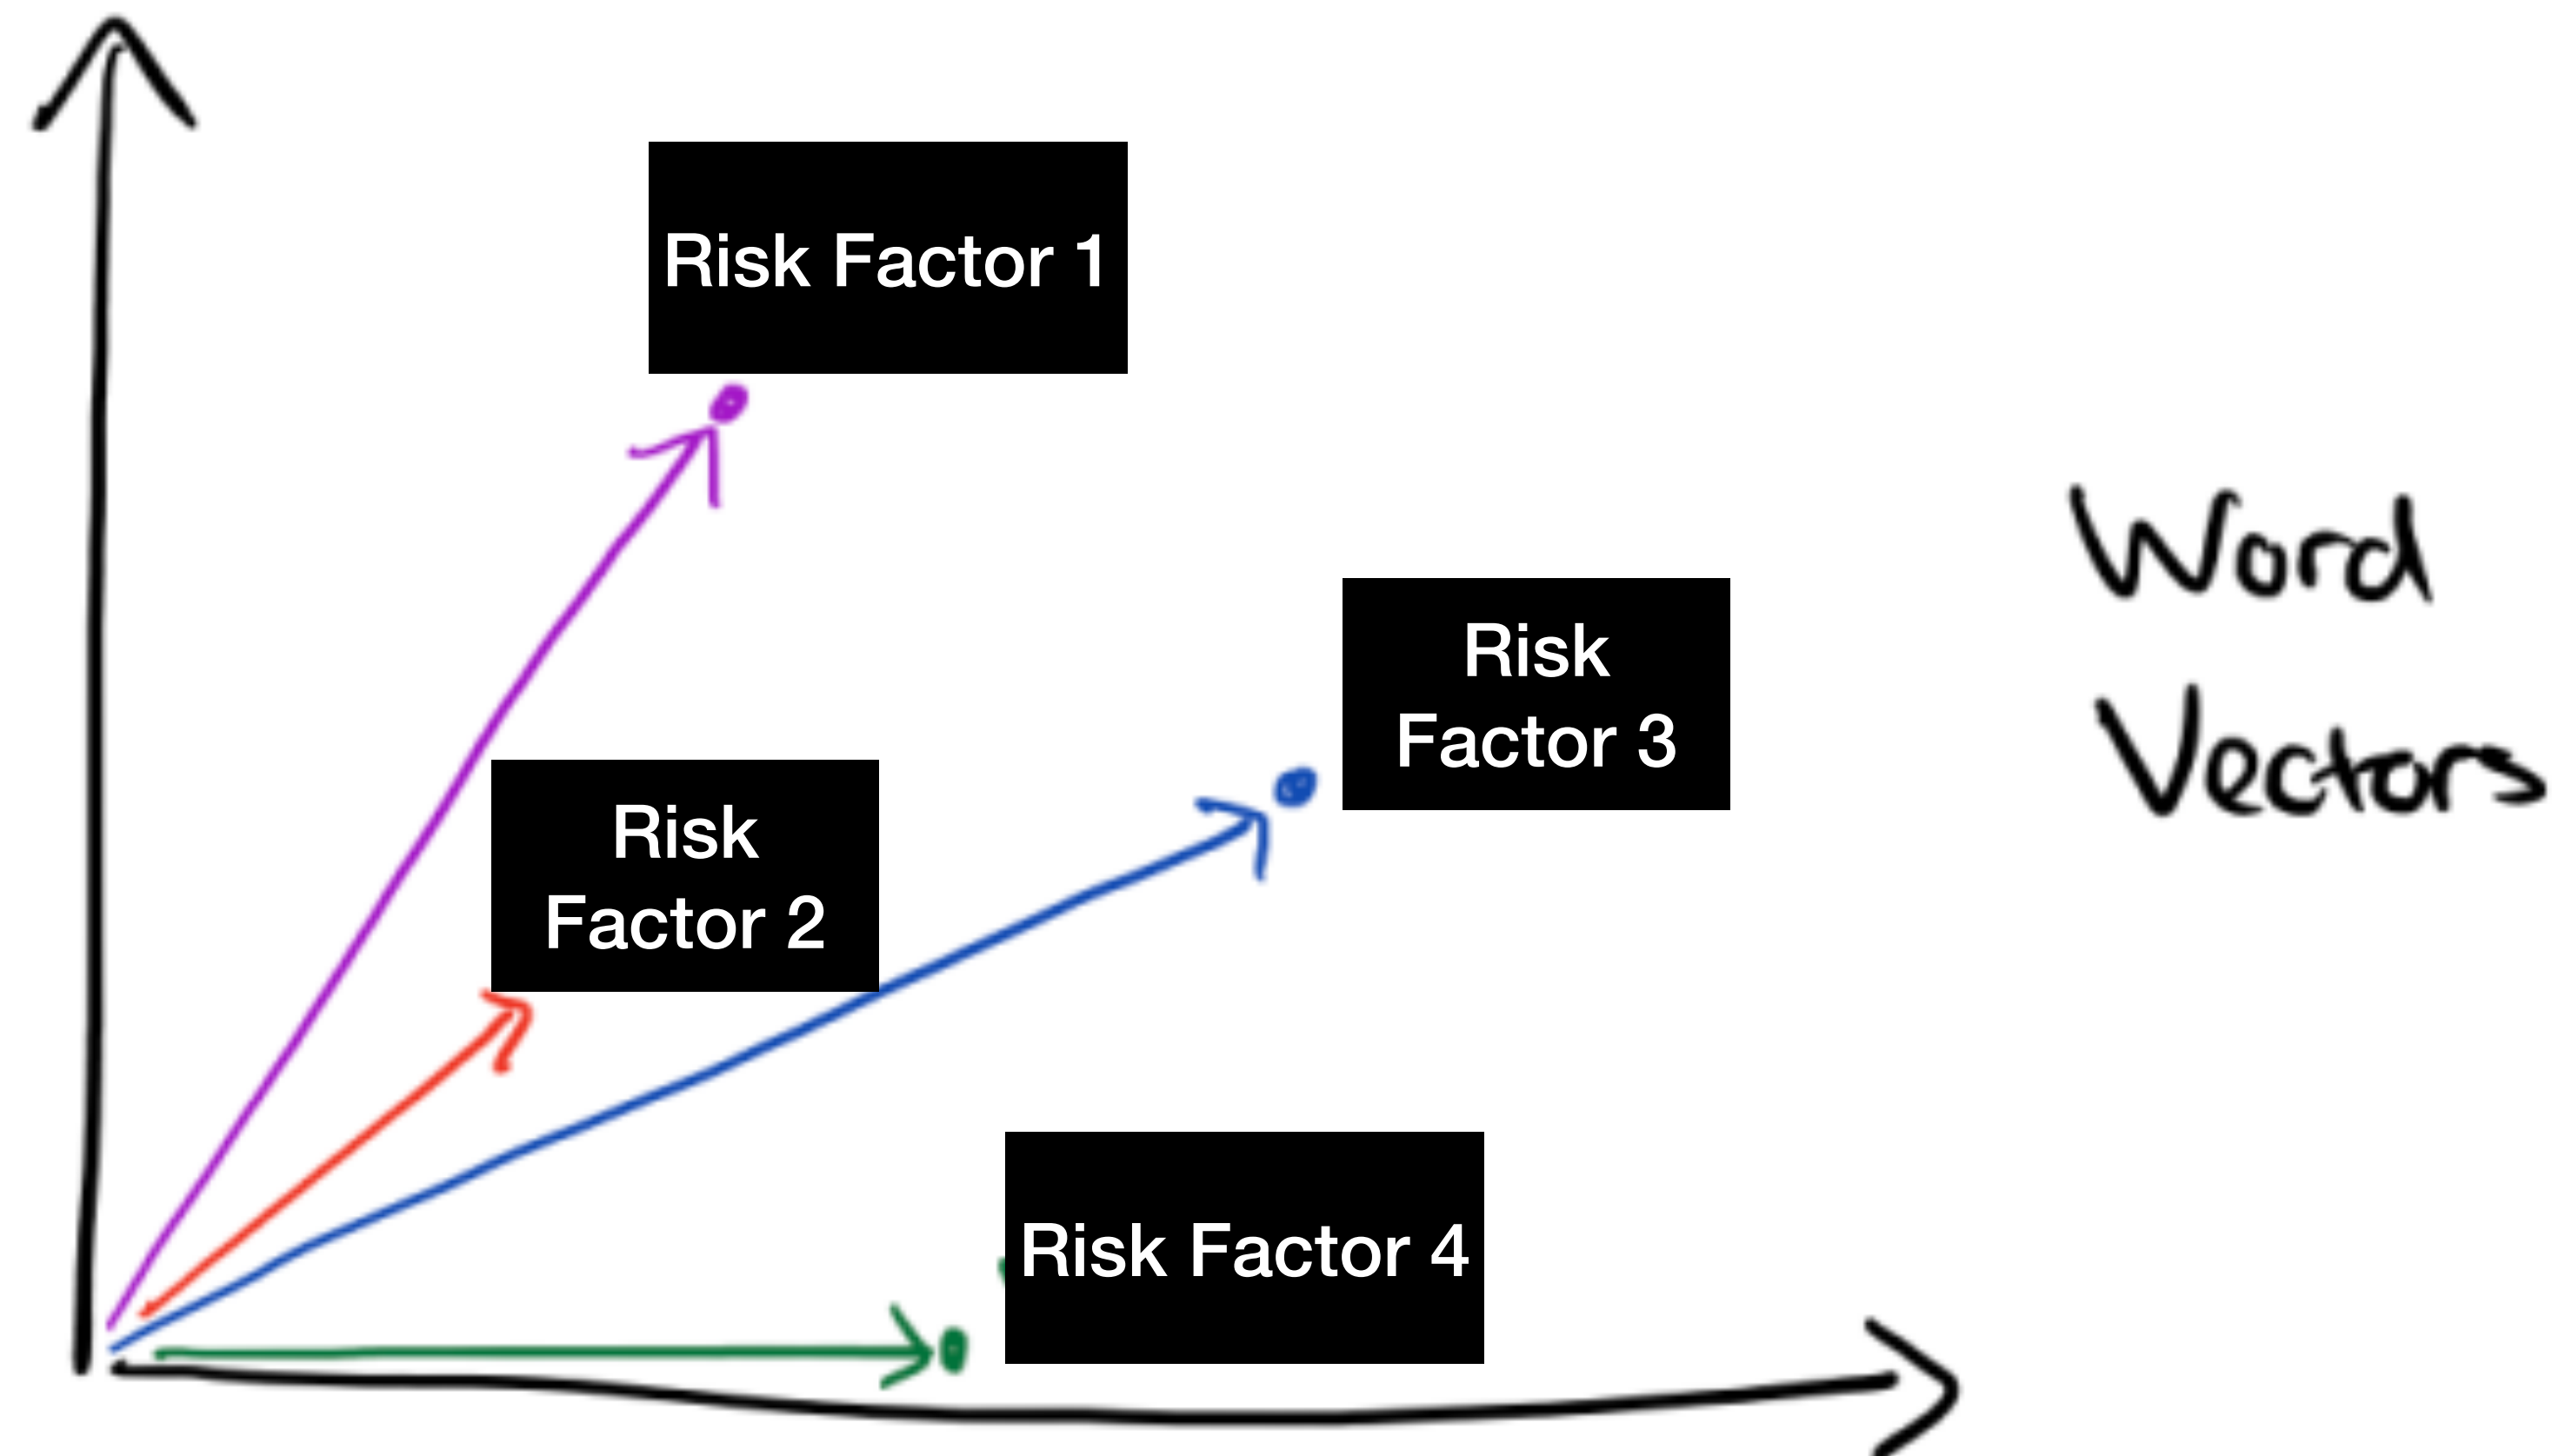 Risk Factor 1
Risk
Factor 3
Word
Vectors
Risk
Factor 2
Risk Factor 4